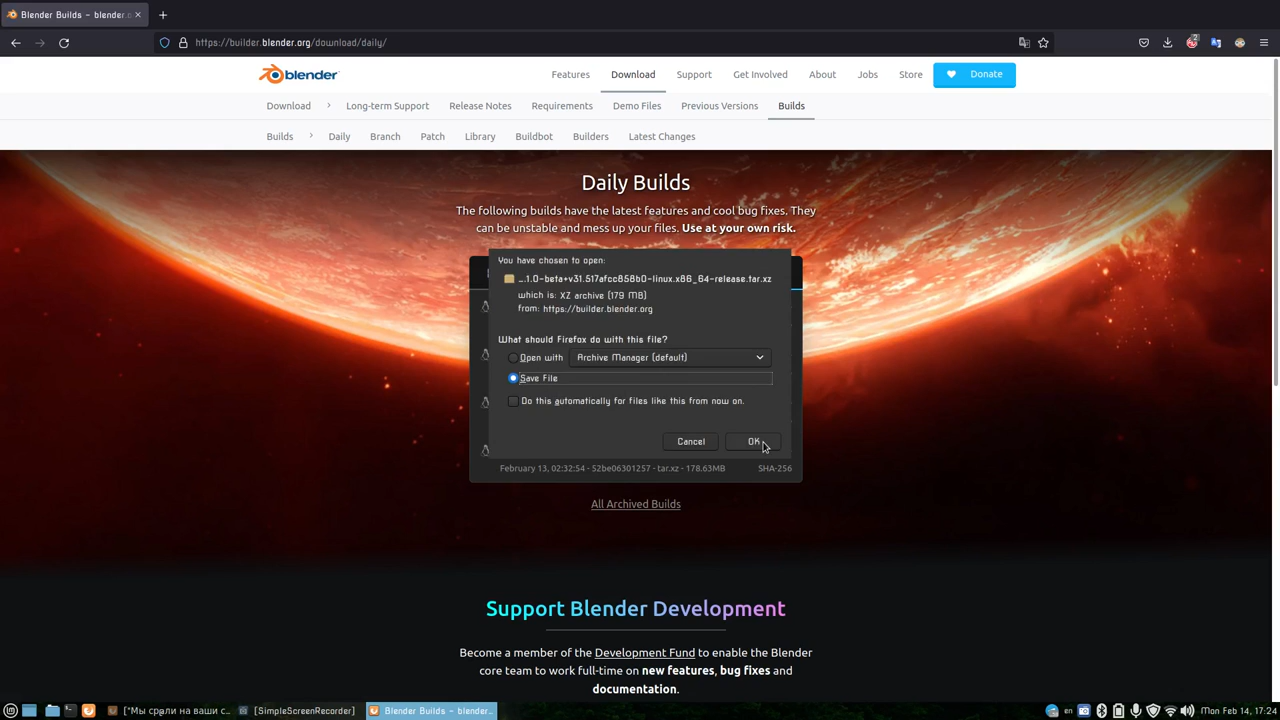 Blender Builds – blender.o
https://builder.blender.org/download/daily/
2
blender
Features
Download
Support
Get Involved
About
Jobs
Store
Donate
Download
Long-term Support
Release Notes
Requirements
Demo Files
Previous Versions
Builds
Builds
Daily
Branch
Patch
Library
Buildbot
Builders
Latest Changes
Daily Builds
The following builds have the latest features and cool bug fixes. They
can be unstable and mess up your files. Use at your own risk.
You have chosen to open:
...1.0-beta+v31.517afcc858b0-linux.x86_64-release.tar.xz
which is: XZ archive (179 MB)
from: https://builder.blender.org
What should Firefox do with this file?
Open with
Archive Manager (default)
Save File
Do this automatically for files like this from now on.
Cancel
OK
February 13, 02:32:54 - 52be06301257 - tar.xz - 178.63MB
SHA-256
All Archived Builds
Support Blender Development
Become a member of the Development Fund to enable the Blender
core team to work full-time on new features, bug fixes and
documentation.
["Мы срали на ваши с...
[SimpleScreenRecorder]
Blender Builds – blender...
en
Mon Feb 14, 17:24